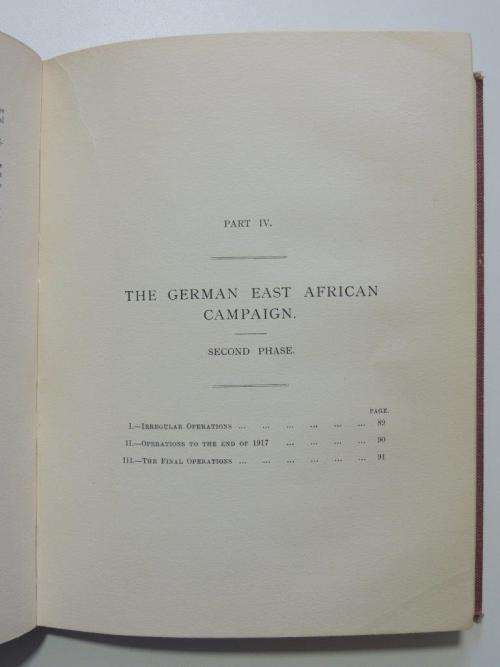 PART IV.
THE GERMAN EAST AFRICAN
CAMPAIGN.
SECOND PHASE.
PAGE.
I.—IRREGULAR OPERATIONS ... ... ... ... ... ... 89
II.—OPERATIONS TO THE END OF 1917 ... ... ... ... 90
III.—THE FINAL OPERATIONS ... ... ... ... ... ... 91